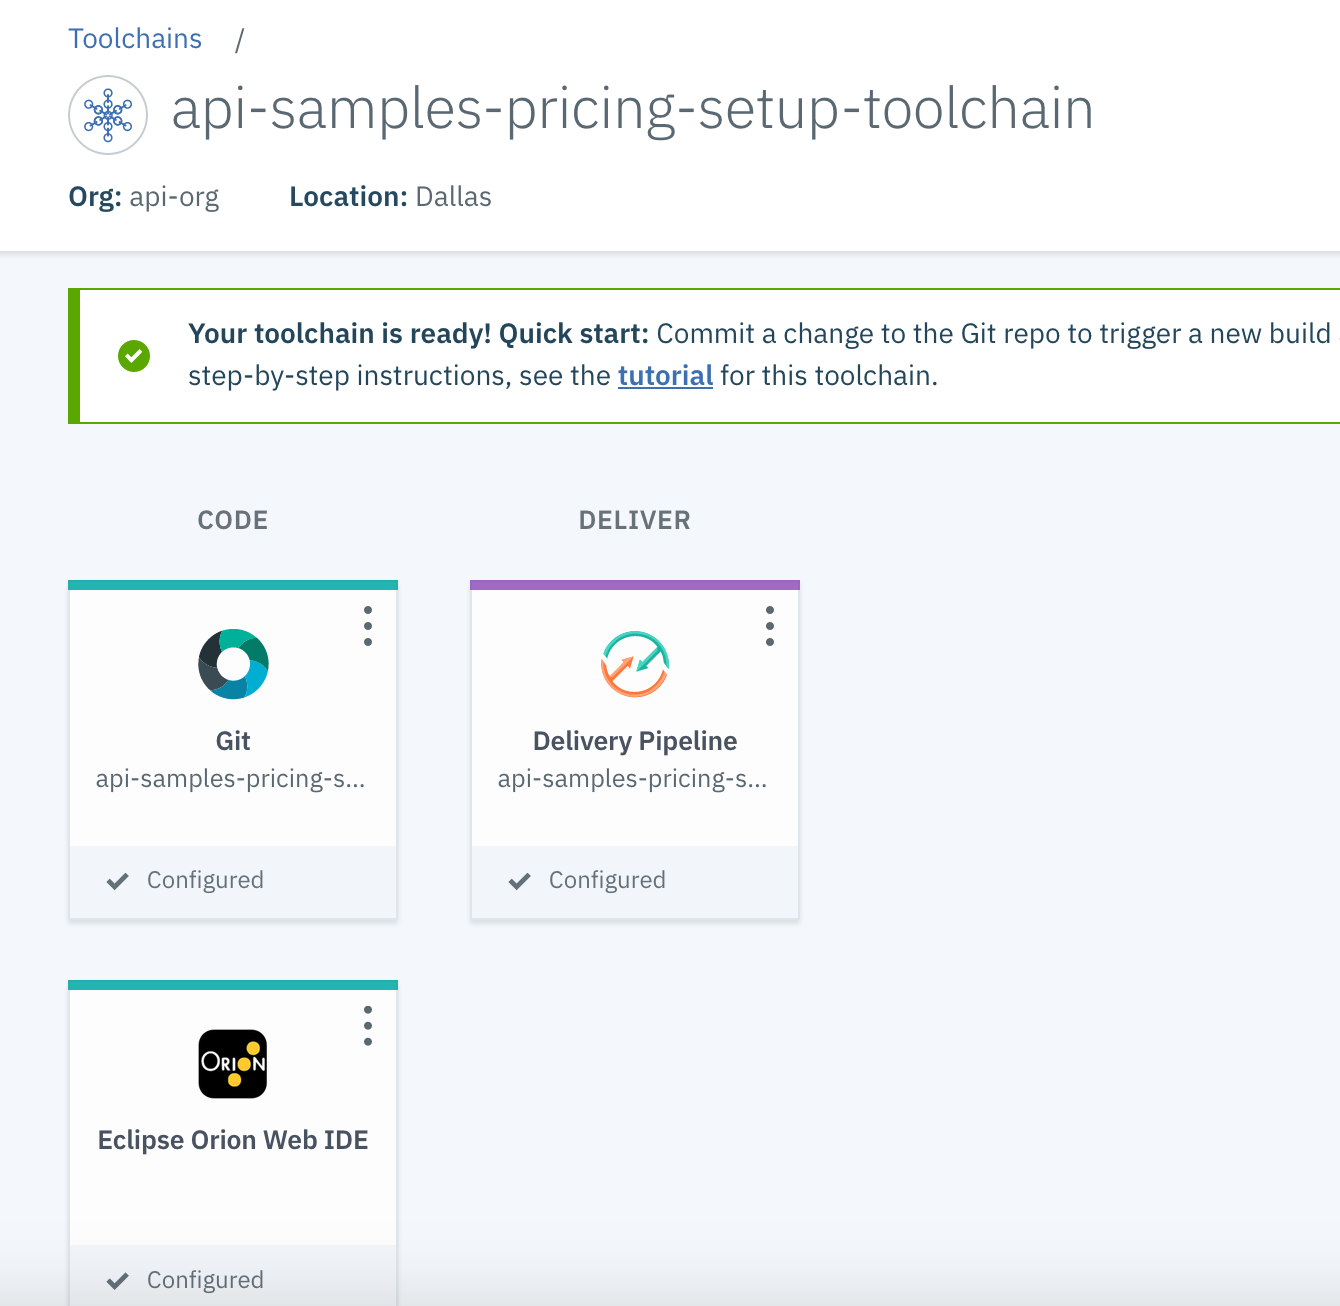 Toolchains /
api-samples-pricing-setup-toolchain
Org: api-org Location: Dallas
Your toolchain is ready! Quick start: Commit a change to the Git repo to trigger a new build
step-by-step instructions, see the tutorial for this toolchain.
CODE DELIVER
Git
api-samples-pricing-s...
Configured
Delivery Pipeline
api-samples-pricing-s...
Configured
ORION
Eclipse Orion Web IDE
Configured